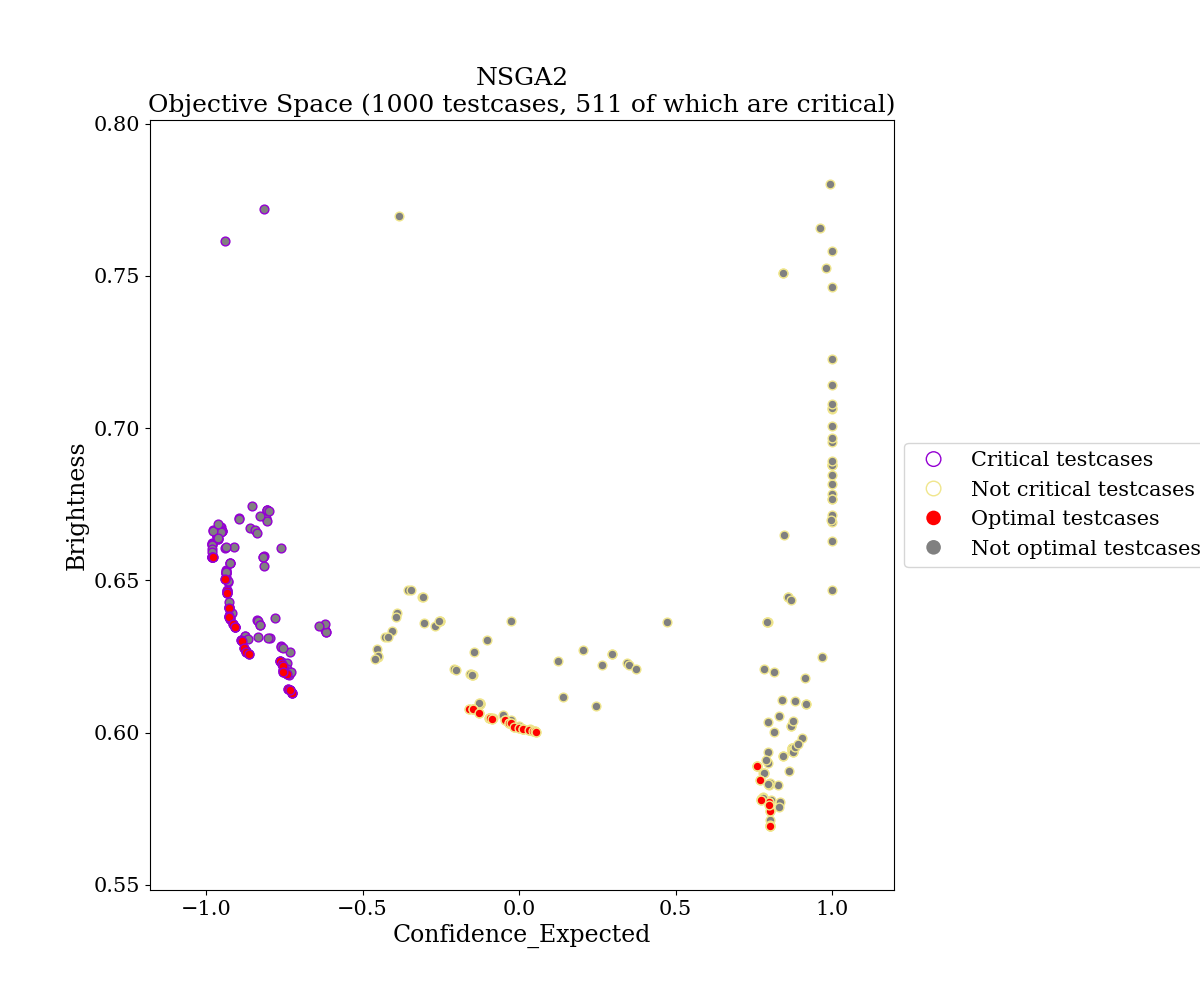 NSGA2
Objective Space (1000 testcases, 511 of which are critical)
0.80
0.75
0.70
0.65
0.60
0.55
Brightness
−1.0
−0.5
0.0
0.5
1.0
Confidence_Expected
Critical testcases
Not critical testcases
Optimal testcases
Not optimal testcases